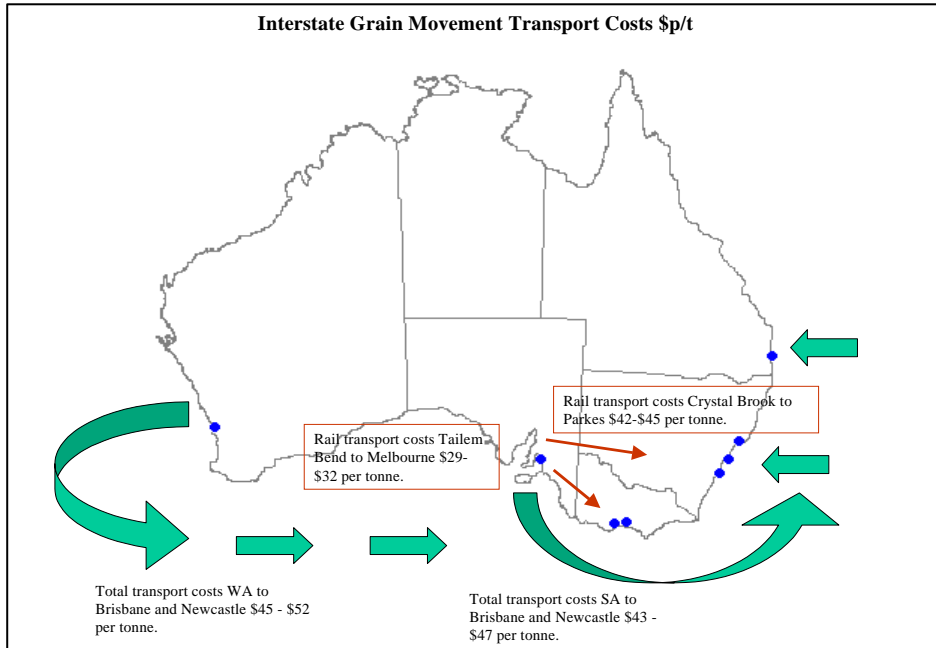 Interstate Grain Movement Transport Costs $p/t
Rail transport costs Crystal Brook to
Parkes $42-$45 per tonne.
Rail transport costs Tailem
Bend to Melbourne $29-
$32 per tonne.
Total transport costs WA to
Brisbane and Newcastle $45 - $52
per tonne.
Total transport costs SA to
Brisbane and Newcastle $43 -
$47 per tonne.